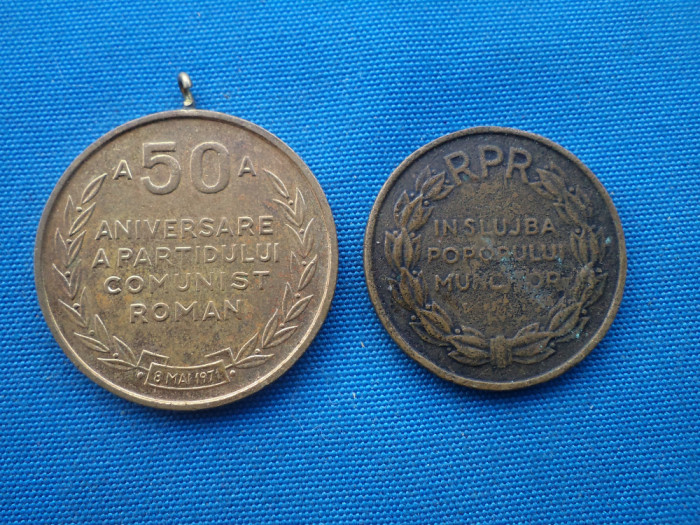 A 50 A
ANIVERSARE
A PARTIDULUI
COMUNIST
ROMAN
8 MAI 1971
RPR
IN SLUJBA
POPORULUI
MUNCITOR